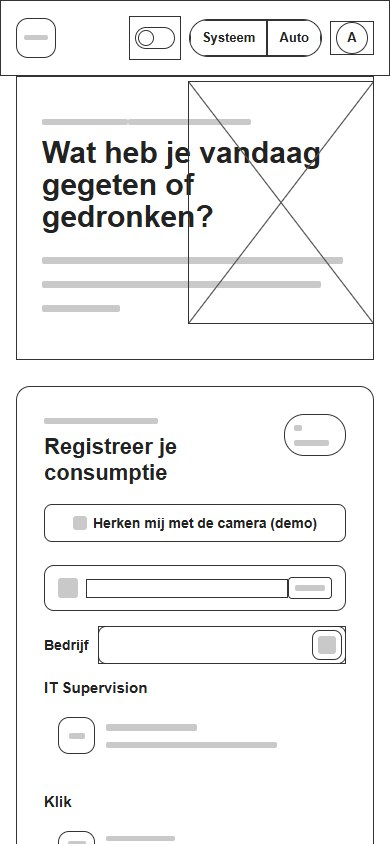 Systeem Auto A
Wat heb je vandaag
gegeten of
gedronken?
Registreer je
consumptie
Herken mij met de camera (demo)
Bedrijf
IT Supervision
Klik